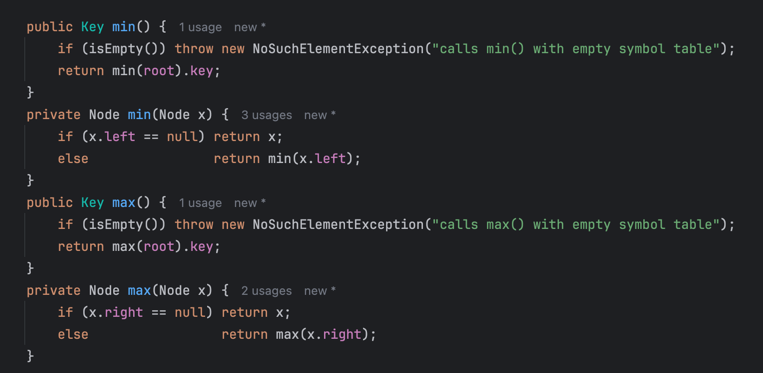 public Key min() {  1 usage  new *
    if (isEmpty()) throw new NoSuchElementException("calls min() with empty symbol table");
    return min(root).key;
}
private Node min(Node x) {  3 usages  new *
    if (x.left == null) return x;
    else                return min(x.left);
}
public Key max() {  1 usage  new *
    if (isEmpty()) throw new NoSuchElementException("calls max() with empty symbol table");
    return max(root).key;
}
private Node max(Node x) {  2 usages  new *
    if (x.right == null) return x;
    else                 return max(x.right);
}